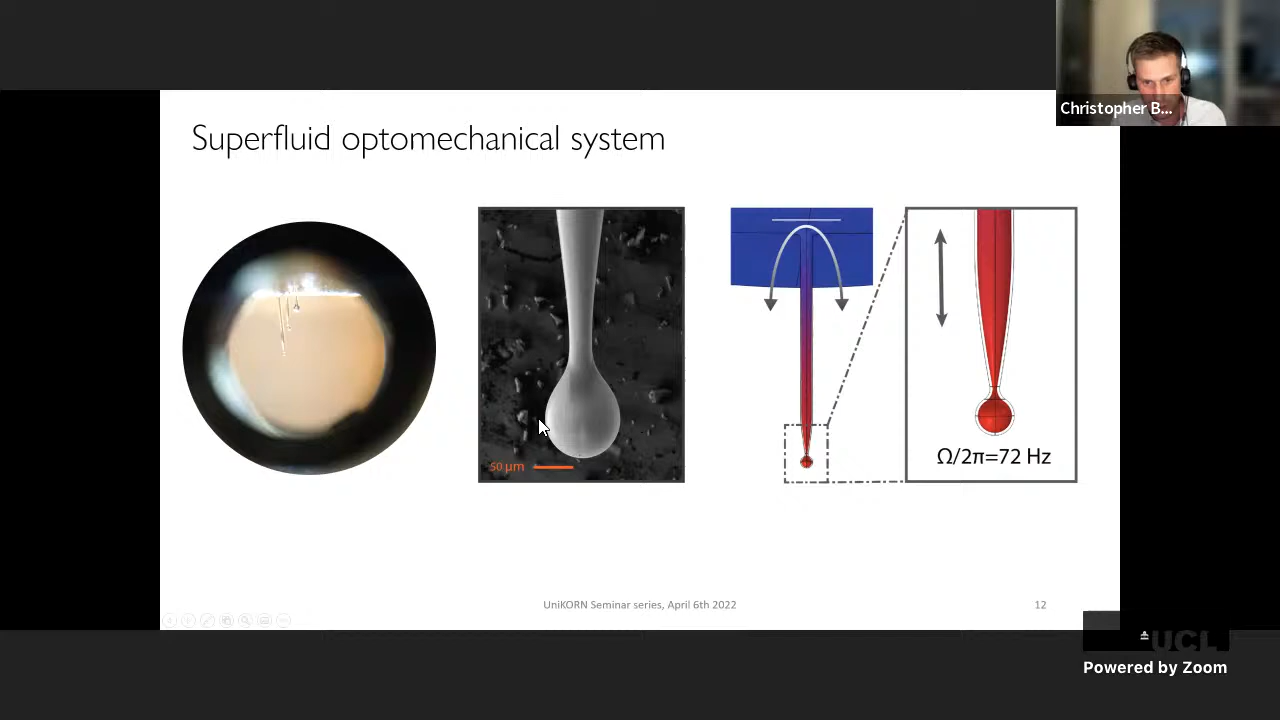 Christopher B...
Superfluid optomechanical system
50 µm
Ω/2π=72 Hz
UniKORN Seminar series, April 6th 2022
12
UCL
Powered by Zoom